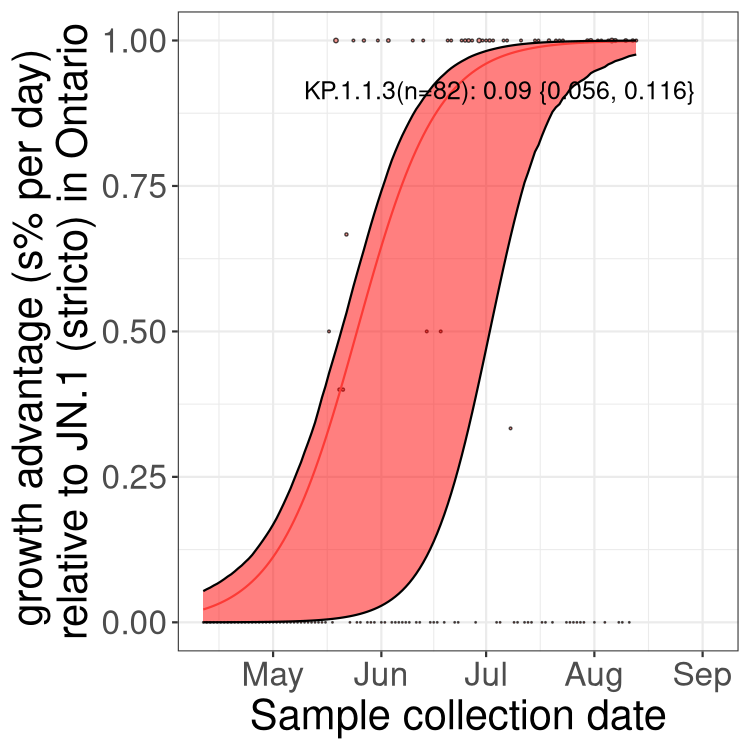 growth advantage (s% per day)
relative to JN.1 (stricto) in Ontario
1.00
0.75
0.50
0.25
0.00
KP.1.1.3(n=82): 0.09 {0.056, 0.116}
May Jun Jul Aug Sep
Sample collection date